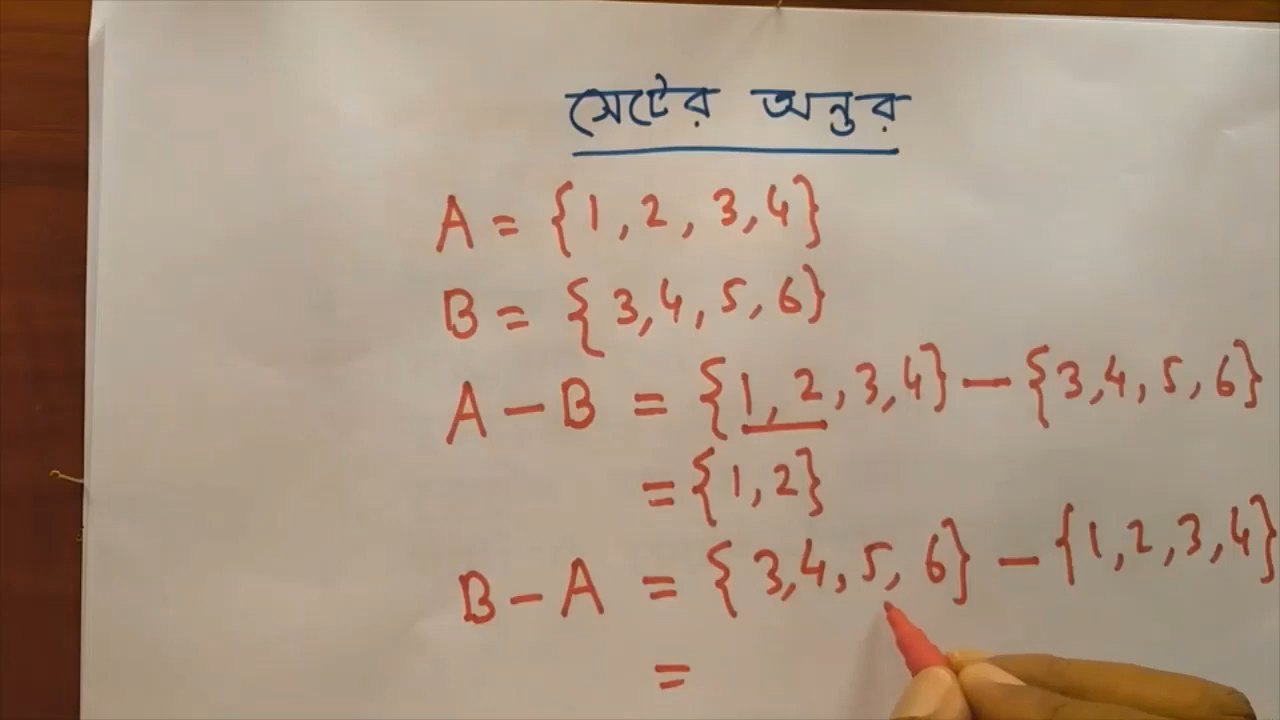 সেটের অন্তর
A = {1, 2, 3, 4}
B = {3, 4, 5, 6}
A - B = {1, 2, 3, 4} - {3, 4, 5, 6}
= {1, 2}
B - A = {3, 4, 5, 6} - {1, 2, 3, 4}
=